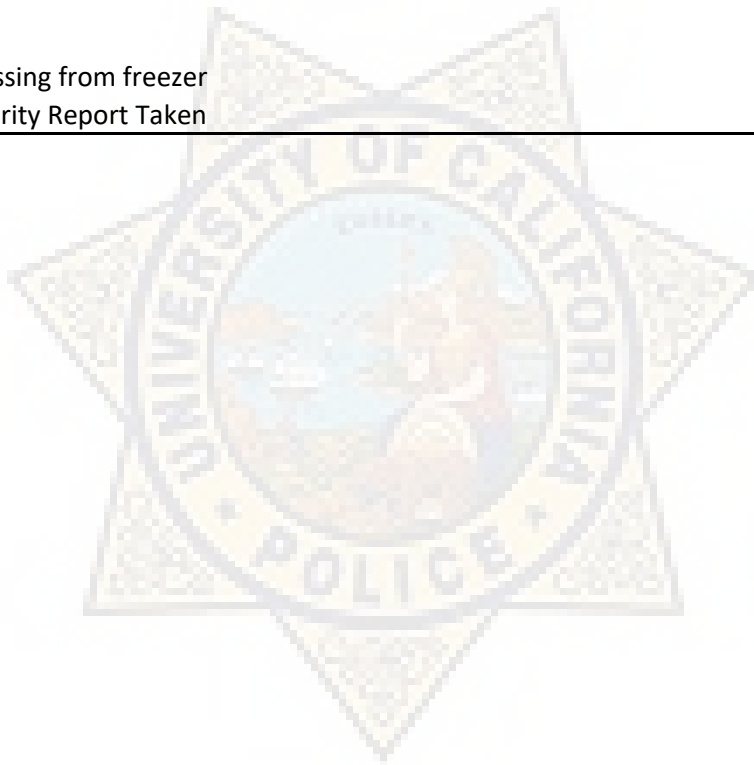 ssing from freezer
rity Report Taken
UNIVERSITY OF CALIFORNIA
POLICE